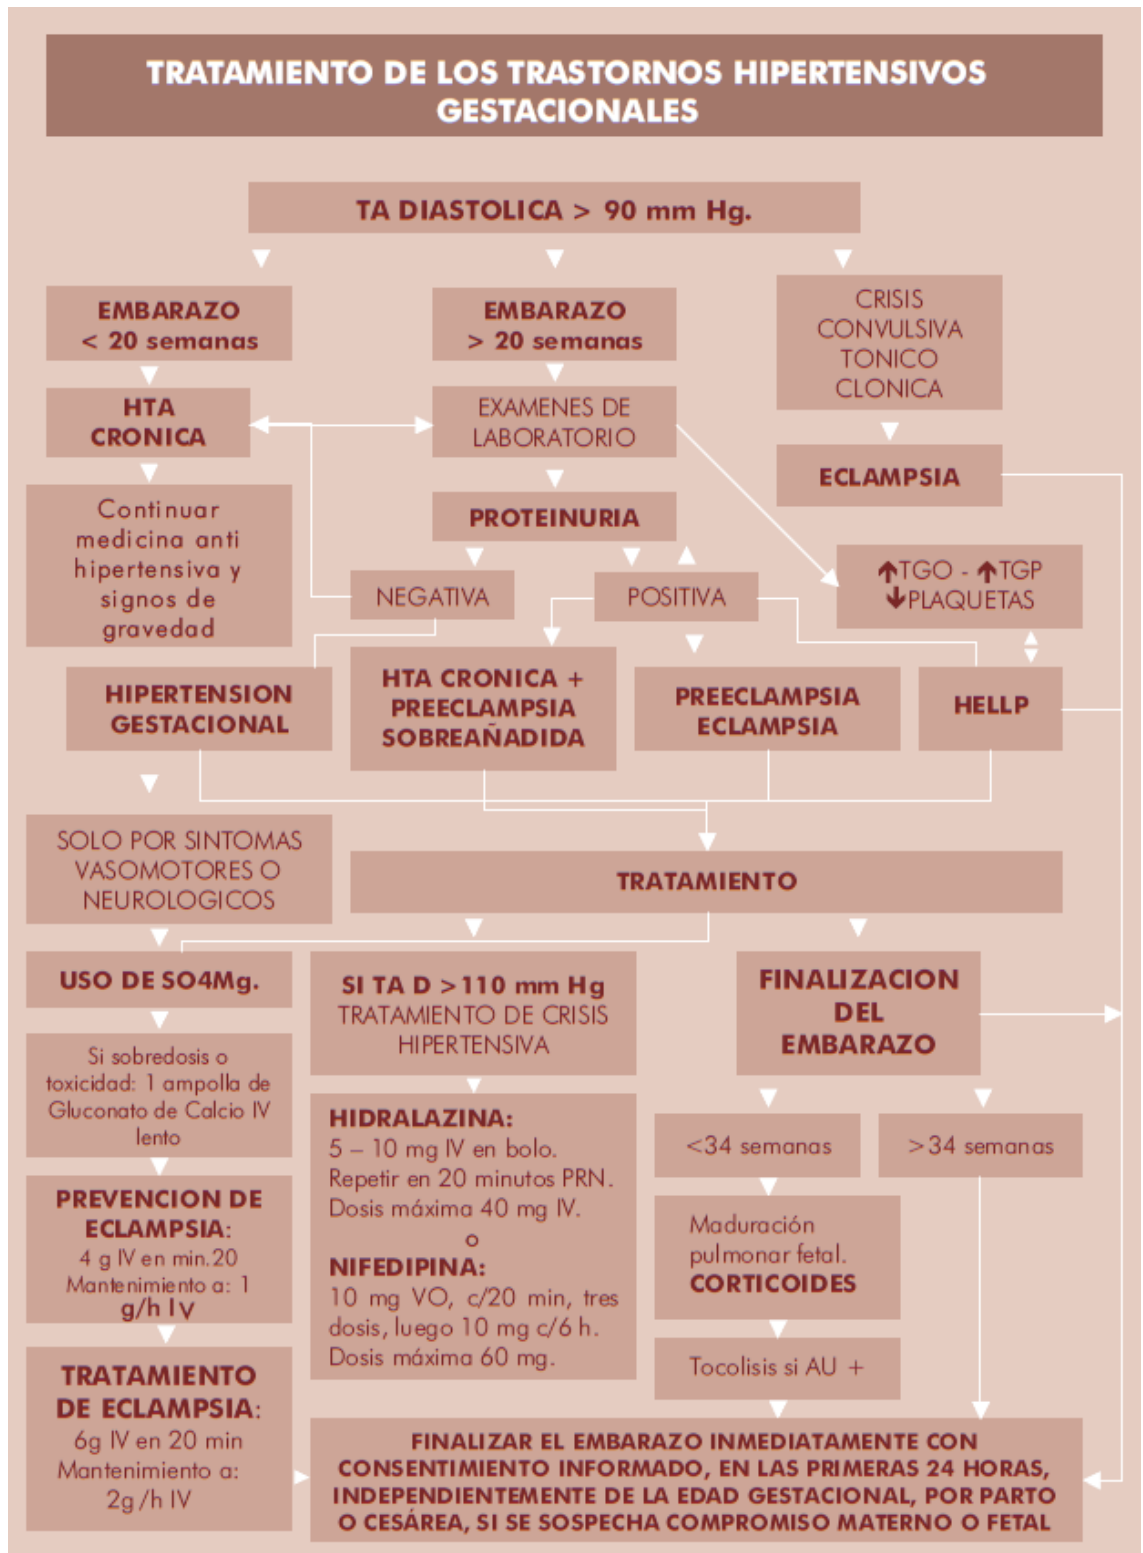 TRATAMIENTO DE LOS TRASTORNOS HIPERTENSIVOS
GESTACIONALES
TA DIASTOLICA > 90 mm Hg.
EMBARAZO
< 20 semanas
EMBARAZO
> 20 semanas
CRISIS
CONVULSIVA
TONICO
CLONICA
HTA
CRONICA
EXAMENES DE
LABORATORIO
ECLAMPSIA
Continuar
medicina anti
hipertensiva y
signos de
gravedad
PROTEINURIA
NEGATIVA
POSITIVA
↑TGO - ↑TGP
↓PLAQUETAS
HIPERTENSION
GESTACIONAL
HTA CRONICA +
PREECLAMPSIA
SOBREAÑADIDA
PREECLAMPSIA
ECLAMPSIA
HELLP
SOLO POR SINTOMAS
VASOMOTORES O
NEUROLOGICOS
TRATAMIENTO
USO DE SO4Mg.
SI TA D >110 mm Hg
TRATAMIENTO DE CRISIS
HIPERTENSIVA
FINALIZACION
DEL
EMBARAZO
Si sobredosis o
toxicidad: 1 ampolla de
Gluconato de Calcio IV
lento
HIDRALAZINA:
5 – 10 mg IV en bolo.
Repetir en 20 minutos PRN.
Dosis máxima 40 mg IV.
o
NIFEDIPINA:
10 mg VO, c/20 min, tres
dosis, luego 10 mg c/6 h.
Dosis máxima 60 mg.
<34 semanas
>34 semanas
PREVENCION DE
ECLAMPSIA:
4 g IV en min.20
Mantenimiento a: 1
g/h IV
Maduración
pulmonar fetal.
CORTICOIDES
Tocolisis si AU +
TRATAMIENTO
DE ECLAMPSIA:
6g IV en 20 min
Mantenimiento a:
2g/h IV
FINALIZAR EL EMBARAZO INMEDIATAMENTE CON
CONSENTIMIENTO INFORMADO, EN LAS PRIMERAS 24 HORAS,
INDEPENDIENTEMENTE DE LA EDAD GESTACIONAL, POR PARTO
O CESÁREA, SI SE SOSPECHA COMPROMISO MATERNO O FETAL